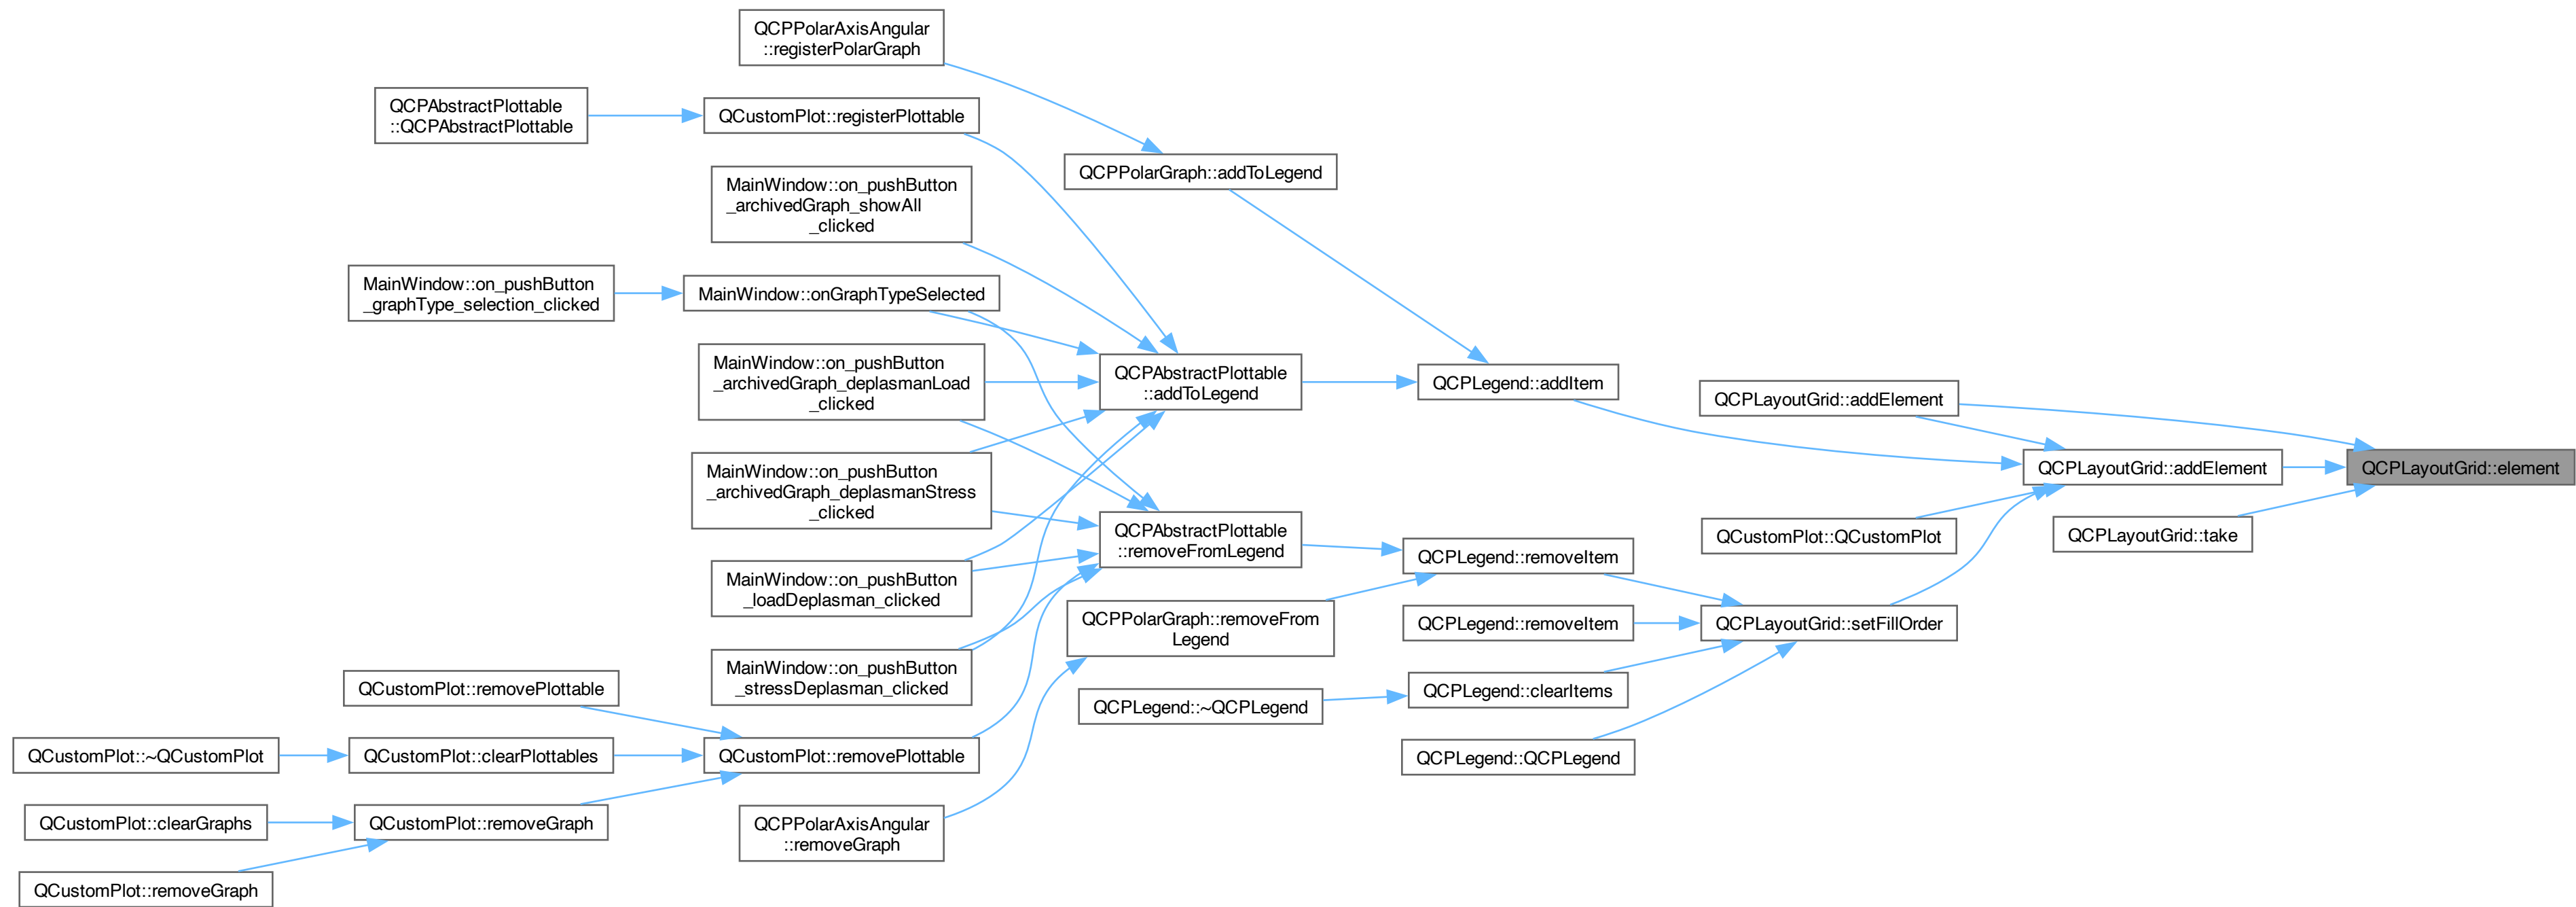 QCPPolarAxisAngular
::registerPolarGraph
QCPAbstractPlottable
::QCPAbstractPlottable
QCustomPlot::registerPlottable
QCPPolarGraph::addToLegend
MainWindow::on_pushButton
_archivedGraph_showAll
_clicked
MainWindow::on_pushButton
_graphType_selection_clicked
MainWindow::onGraphTypeSelected
MainWindow::on_pushButton
_archivedGraph_deplasmanLoad
_clicked
QCPAbstractPlottable
::addToLegend
QCPLegend::addItem
QCPLayoutGrid::addElement
QCPLayoutGrid::addElement
QCPLayoutGrid::element
MainWindow::on_pushButton
_archivedGraph_deplasmanStress
_clicked
QCPAbstractPlottable
::removeFromLegend
QCustomPlot::QCustomPlot
QCPLayoutGrid::take
QCPLegend::removeItem
MainWindow::on_pushButton
_loadDeplasman_clicked
QCPPolarGraph::removeFrom
Legend
QCPLegend::removeItem
QCPLayoutGrid::setFillOrder
MainWindow::on_pushButton
_stressDeplasman_clicked
QCustomPlot::removePlottable
QCPLegend::~QCPLegend
QCPLegend::clearItems
QCustomPlot::~QCustomPlot
QCustomPlot::clearPlottables
QCustomPlot::removePlottable
QCPLegend::QCPLegend
QCustomPlot::clearGraphs
QCustomPlot::removeGraph
QCPPolarAxisAngular
::removeGraph
QCustomPlot::removeGraph